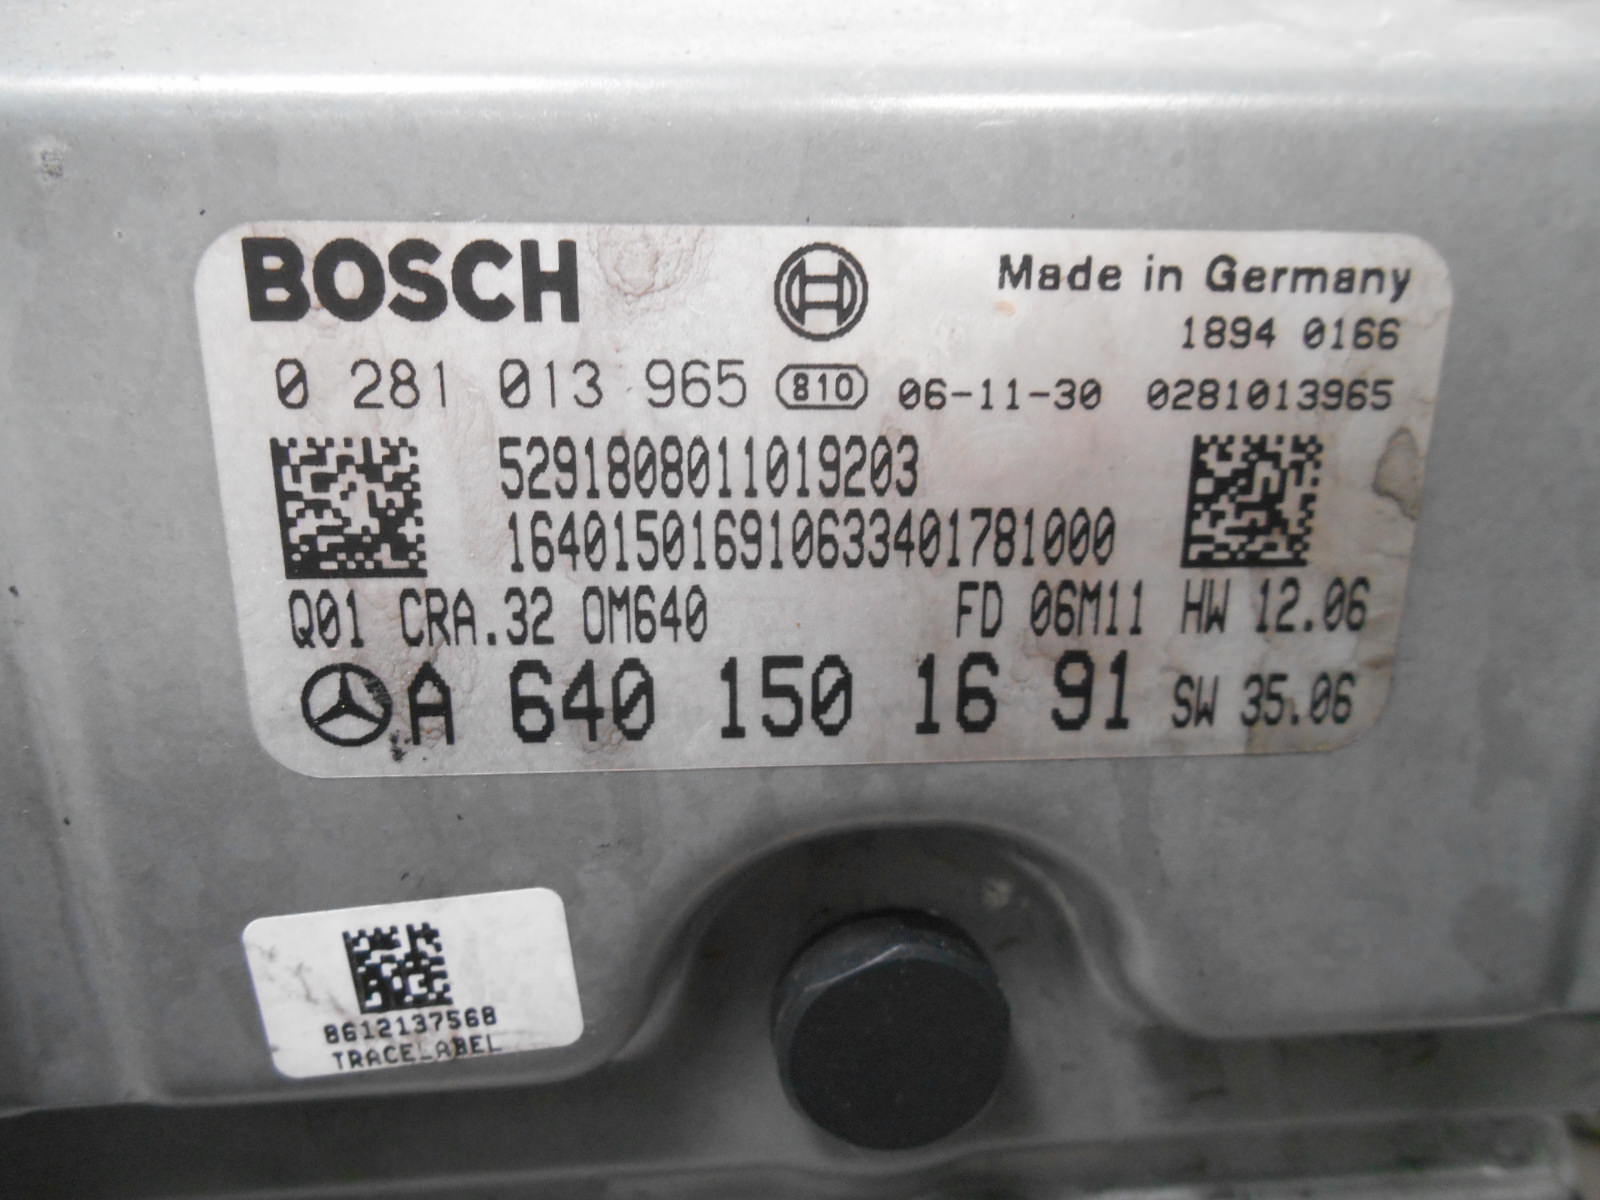 BOSCH
Made in Germany
1894 0166
0 281 013 965 810 06-11-30 0281013965
5291808011019203
164015016910633401781000
Q01 CRA.32 OM640 FD 06M11 HW 12.06
A 640 150 16 91 SW 35.06
8612137568
TRACELABEL